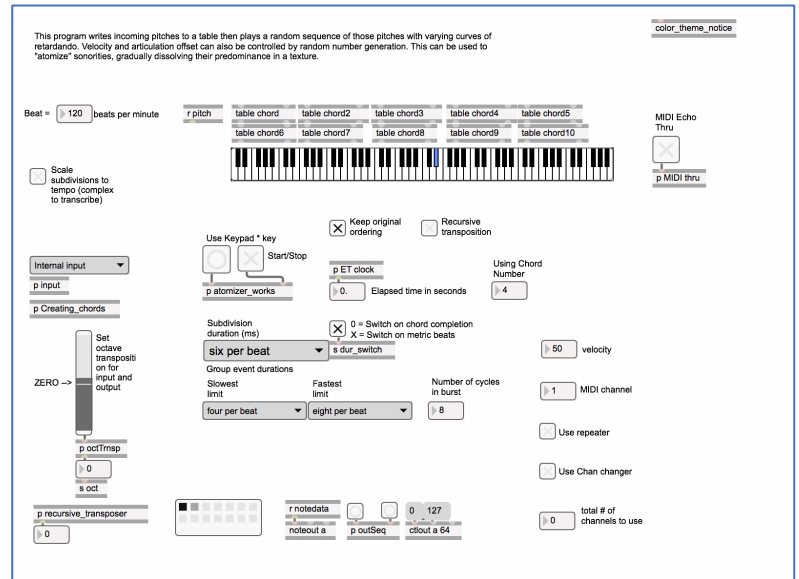 This program writes incoming pitches to a table then plays a random sequence of those pitches with varying curves of
retardando. Velocity and articulation offset can also be controlled by random number generation. This can be used to
"atomize" sonorities, gradually dissolving their predominance in a texture.
color_theme_notice
Beat = 120 beats per minute
r pitch
table chord table chord2 table chord3 table chord4 table chord5
table chord6 table chord7 table chord8 table chord9 table chord10
MIDI Echo
Thru
p MIDI thru
Scale
subdivisions to
tempo (complex
to transcribe)
Keep original
ordering
Recursive
transposition
Use Keypad * key
Start/Stop
p atomizer_works
Internal input
p input
p Creating_chords
p ET clock
0. Elapsed time in seconds
Using Chord
Number
4
Set
octave
transpositi
on for
input and
output
ZERO -->
p octTrnsp
0
s oct
Subdivision
duration (ms)
six per beat
0 = Switch on chord completion
X = Switch on metric beats
s dur_switch
Group event durations
Slowest
limit
four per beat
Fastest
limit
eight per beat
Number of cycles
in burst
8
50 velocity
1 MIDI channel
Use repeater
Use Chan changer
0 total # of
channels to use
p recursive_transposer
0
r notedata
noteout a
p outSeq
0 127
ctlout a 64